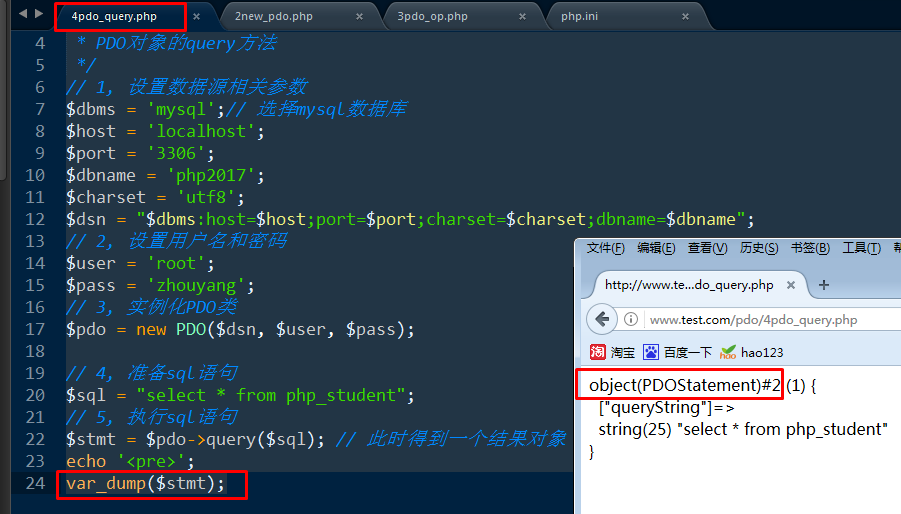 4pdo_query.php × 2new_pdo.php × 3pdo_op.php × php.ini ×
4 * PDO对象的query方法
5 */
6 // 1, 设置数据源相关参数
7 $dbms = 'mysql';// 选择mysql数据库
8 $host = 'localhost';
9 $port = '3306';
10 $dbname = 'php2017';
11 $charset = 'utf8';
12 $dsn = "$dbms:host=$host;port=$port;charset=$charset;dbname=$dbname";
13 // 2, 设置用户名和密码
14 $user = 'root';
15 $pass = 'zhouyang';
16 // 3, 实例化PDO类
17 $pdo = new PDO($dsn, $user, $pass);
18
19 // 4, 准备sql语句
20 $sql = "select * from php_student";
21 // 5, 执行sql语句
22 $stmt = $pdo->query($sql); // 此时得到一个结果对象
23 echo '<pre>';
24 var_dump($stmt);
文件(F) 编辑(E) 查看(V) 历史(S) 书签(B) 工具(T)
http://www.te...do_query.php × +
www.test.com/pdo/4pdo_query.php
淘 淘宝 百度一下 hao hao123
object(PDOStatement)#2 (1) {
["queryString"]=>
string(25) "select * from php_student"
}